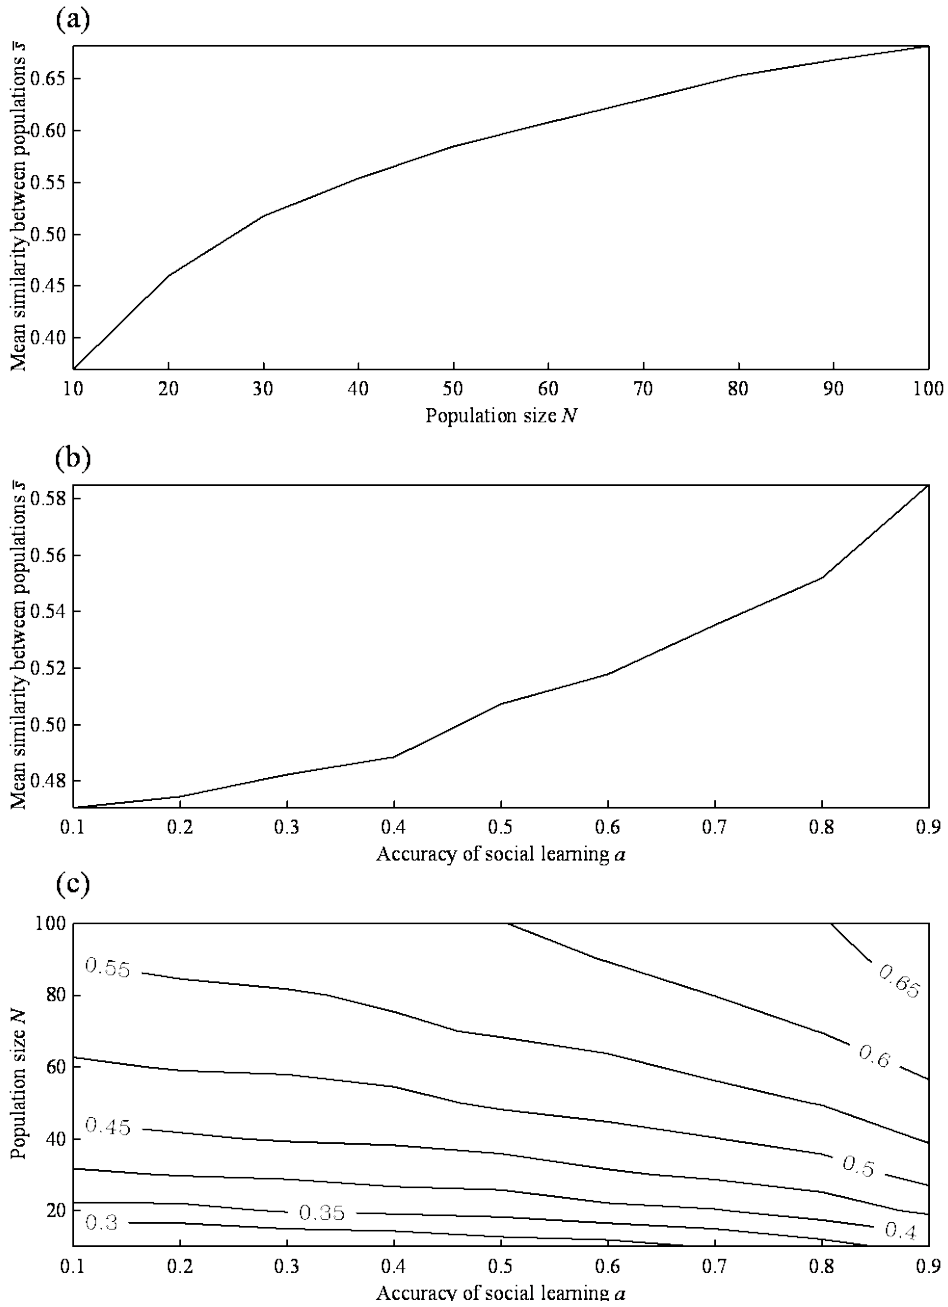 (a)
Mean similarity between populations s̄
0.65
0.60
0.55
0.50
0.45
0.40
10 20 30 40 50 60 70 80 90 100
Population size N
(b)
Mean similarity between populations s̄
0.58
0.56
0.54
0.52
0.50
0.48
0.1 0.2 0.3 0.4 0.5 0.6 0.7 0.8 0.9
Accuracy of social learning a
(c)
Population size N
100
80
60
40
20
0.55
0.65
0.6
0.45
0.5
0.35
0.3
0.4
0.1 0.2 0.3 0.4 0.5 0.6 0.7 0.8 0.9
Accuracy of social learning a